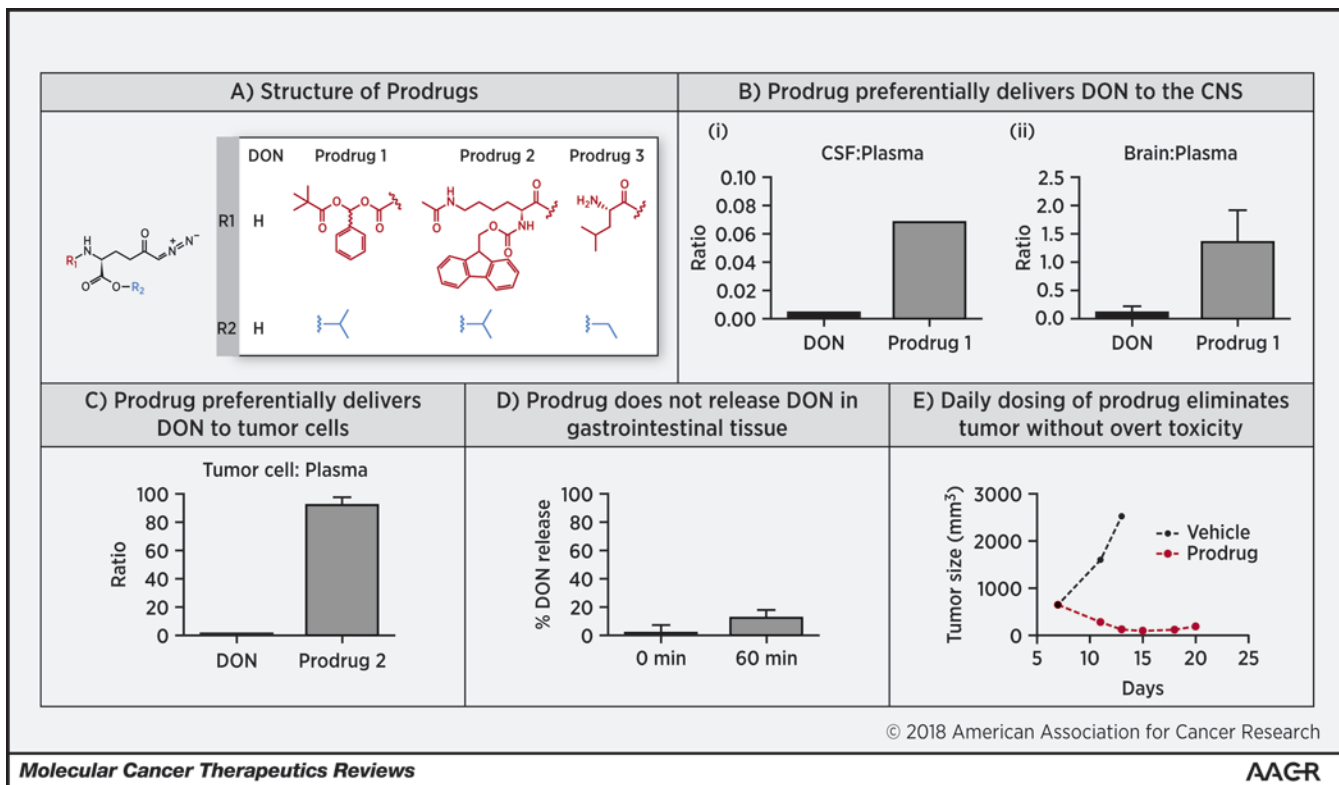 A) Structure of Prodrugs
DON Prodrug 1 Prodrug 2 Prodrug 3
R1 H
R2 H
H
N
R₁
O
O
O–R₂
N⁺
N⁻
O
O
O
O
O
H
N
O
O
O
O
NH
H₂N
O
B) Prodrug preferentially delivers DON to the CNS
(i)
CSF:Plasma
Ratio
0.10
0.08
0.06
0.04
0.02
0.00
DON Prodrug 1
(ii)
Brain:Plasma
Ratio
2.5
2.0
1.5
1.0
0.5
0.0
DON Prodrug 1
C) Prodrug preferentially delivers
DON to tumor cells
Tumor cell: Plasma
Ratio
100
80
60
40
20
0
DON Prodrug 2
D) Prodrug does not release DON in
gastrointestinal tissue
% DON release
100
80
60
40
20
0
0 min 60 min
E) Daily dosing of prodrug eliminates
tumor without overt toxicity
Tumor size (mm³)
3000
2000
1000
0
5 10 15 20 25
Days
Vehicle
Prodrug
© 2018 American Association for Cancer Research
Molecular Cancer Therapeutics Reviews
AACR